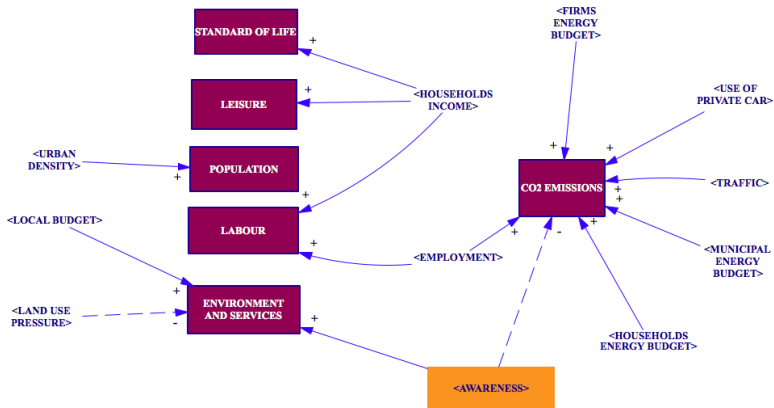 <FIRMS
ENERGY
BUDGET>
STANDARD OF LIFE
+
+
LEISURE
<HOUSEHOLDS
INCOME>
<USE OF
PRIVATE CAR>
+
+
<URBAN
DENSITY>
+
POPULATION
CO2 EMISSIONS
<TRAFFIC>
+
+
+
<LOCAL BUDGET>
LABOUR
+
+
-
+
<EMPLOYMENT>
<MUNICIPAL
ENERGY
BUDGET>
+
<LAND USE
PRESSURE>
-
ENVIRONMENT
AND SERVICES
+
<HOUSEHOLDS
ENERGY BUDGET>
<AWARENESS>